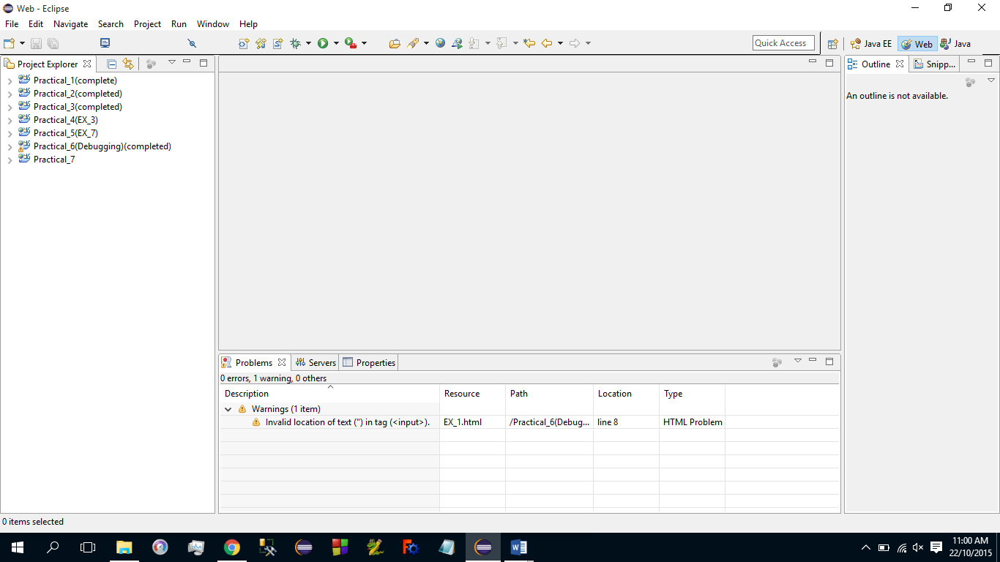 Web - Eclipse
File Edit Navigate Search Project Run Window Help
Quick Access Java EE Web Java
Project Explorer
Practical_1(complete)
Practical_2(completed)
Practical_3(completed)
Practical_4(EX_3)
Practical_5(EX_7)
Practical_6(Debugging)(completed)
Practical_7
Outline Snipp...
An outline is not available.
Problems Servers Properties
0 errors, 1 warning, 0 others
Description Resource Path Location Type
Warnings (1 item)
Invalid location of text (") in tag (<input>). EX_1.html /Practical_6(Debug... line 8 HTML Problem
0 items selected
11:00 AM
22/10/2015